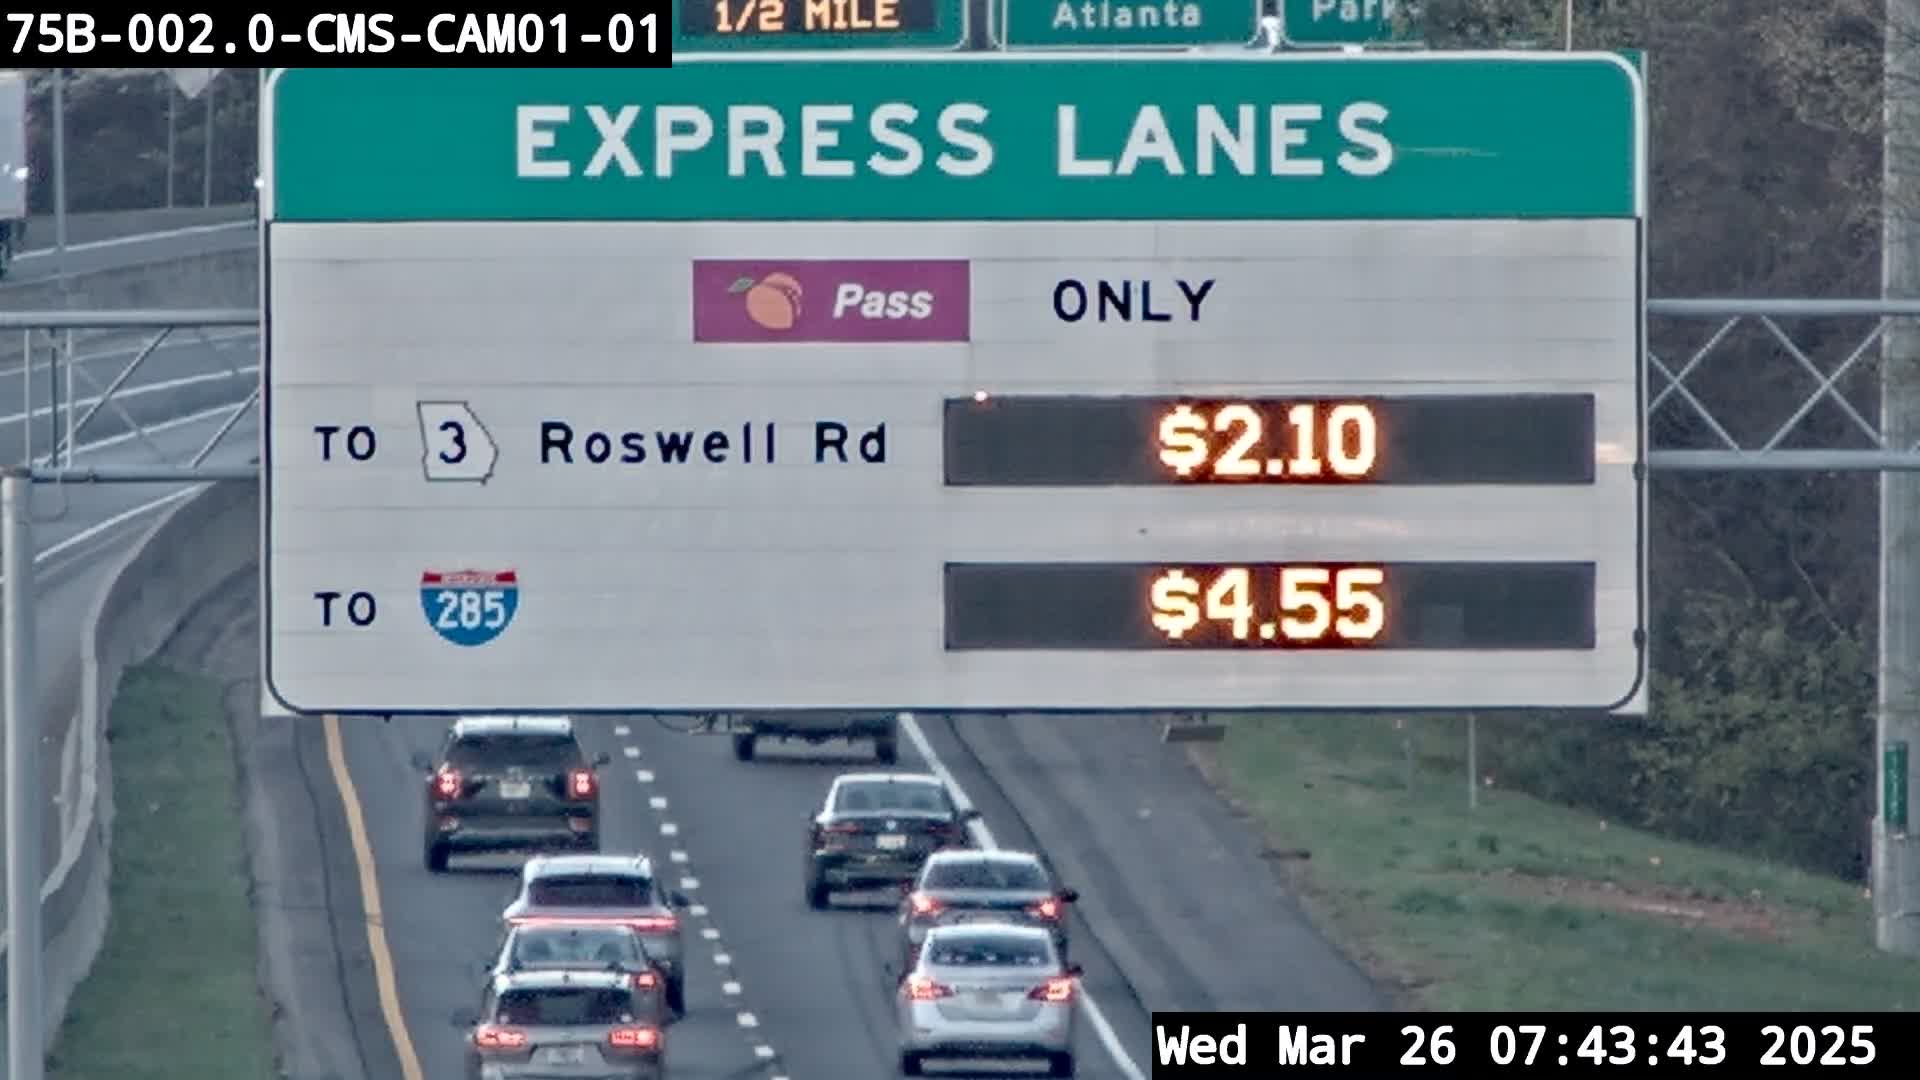 75B-002.0-CMS-CAM01-01
1/2 MILE
Atlanta
EXPRESS LANES
Pass ONLY
TO 3 Roswell Rd $2.10
TO 285 $4.55
Wed Mar 26 07:43:43 2025